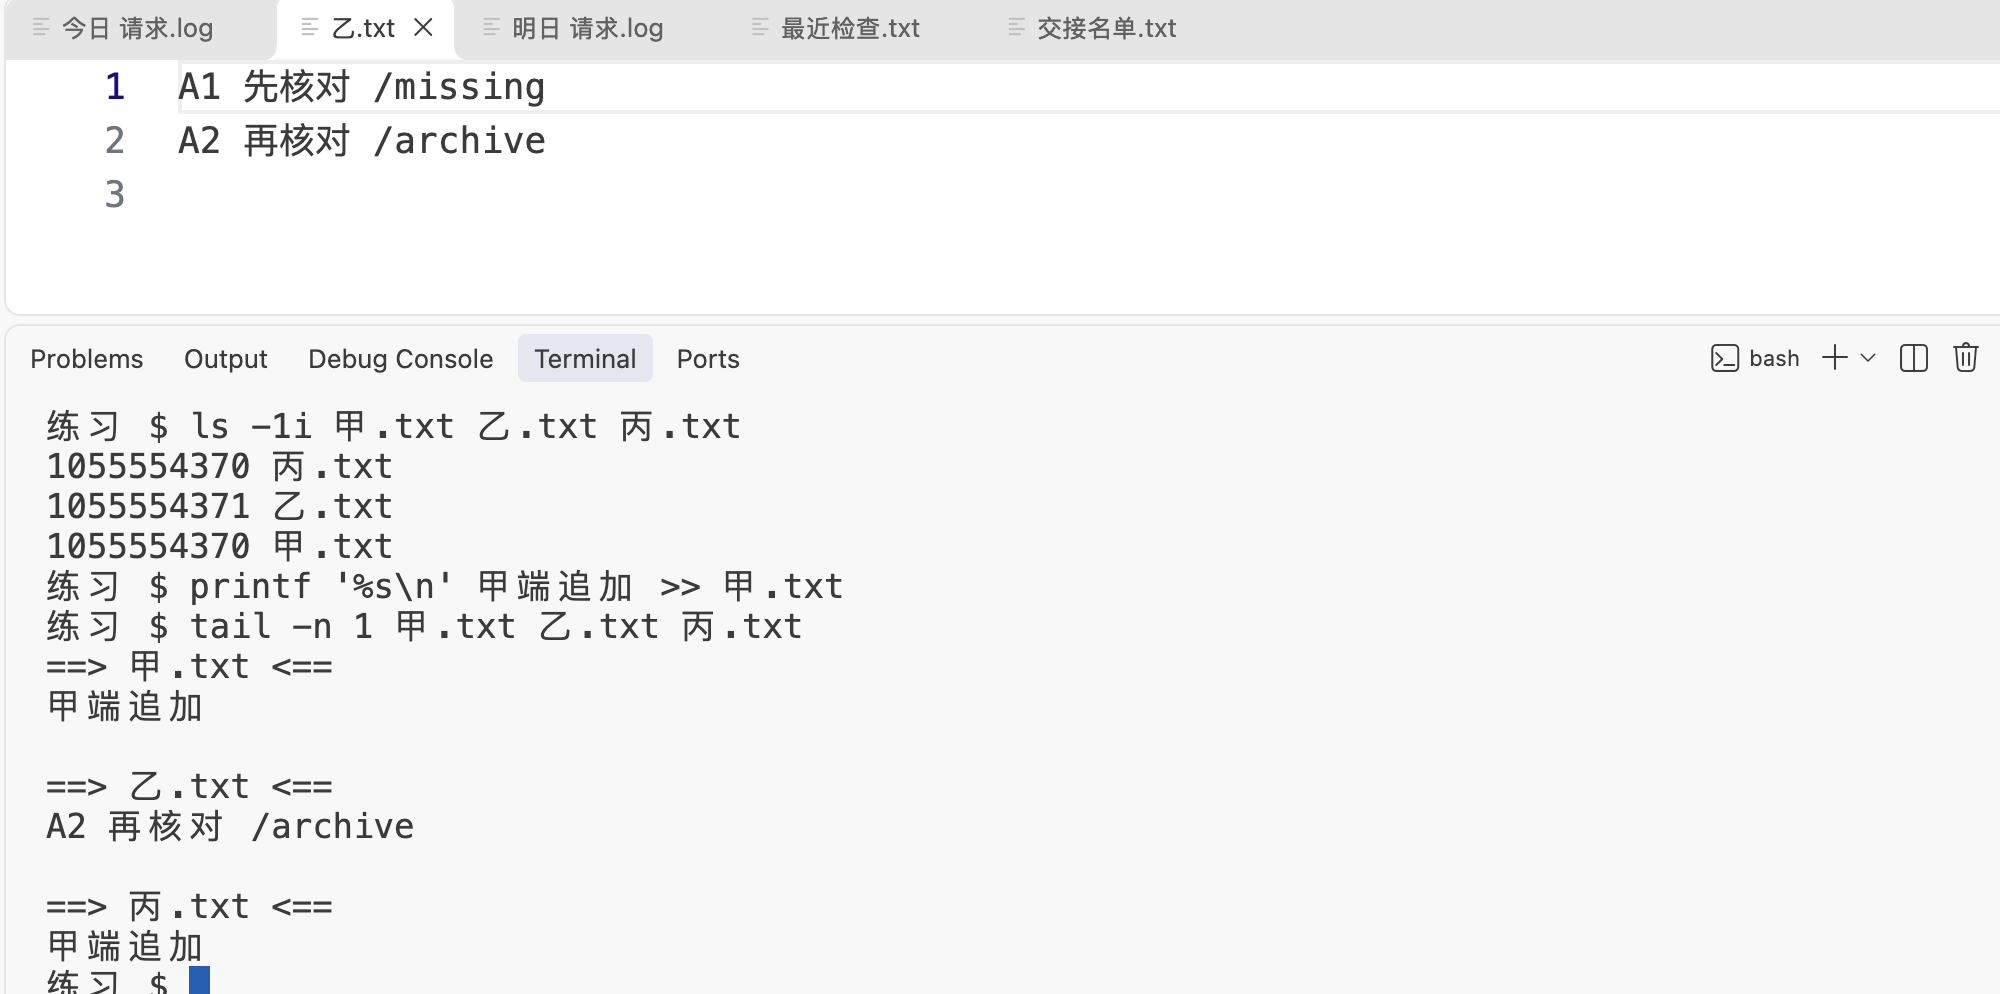 今日 请求.log 乙.txt 明日 请求.log 最近检查.txt 交接名单.txt
1 A1 先核对 /missing
2 A2 再核对 /archive
3
Problems Output Debug Console Terminal Ports bash
练习 $ ls -1i 甲.txt 乙.txt 丙.txt
1055554370 丙.txt
1055554371 乙.txt
1055554370 甲.txt
练习 $ printf '%s\n' 甲端追加 >> 甲.txt
练习 $ tail -n 1 甲.txt 乙.txt 丙.txt
==> 甲.txt <==
甲端追加
==> 乙.txt <==
A2 再核对 /archive
==> 丙.txt <==
甲端追加
练习 $